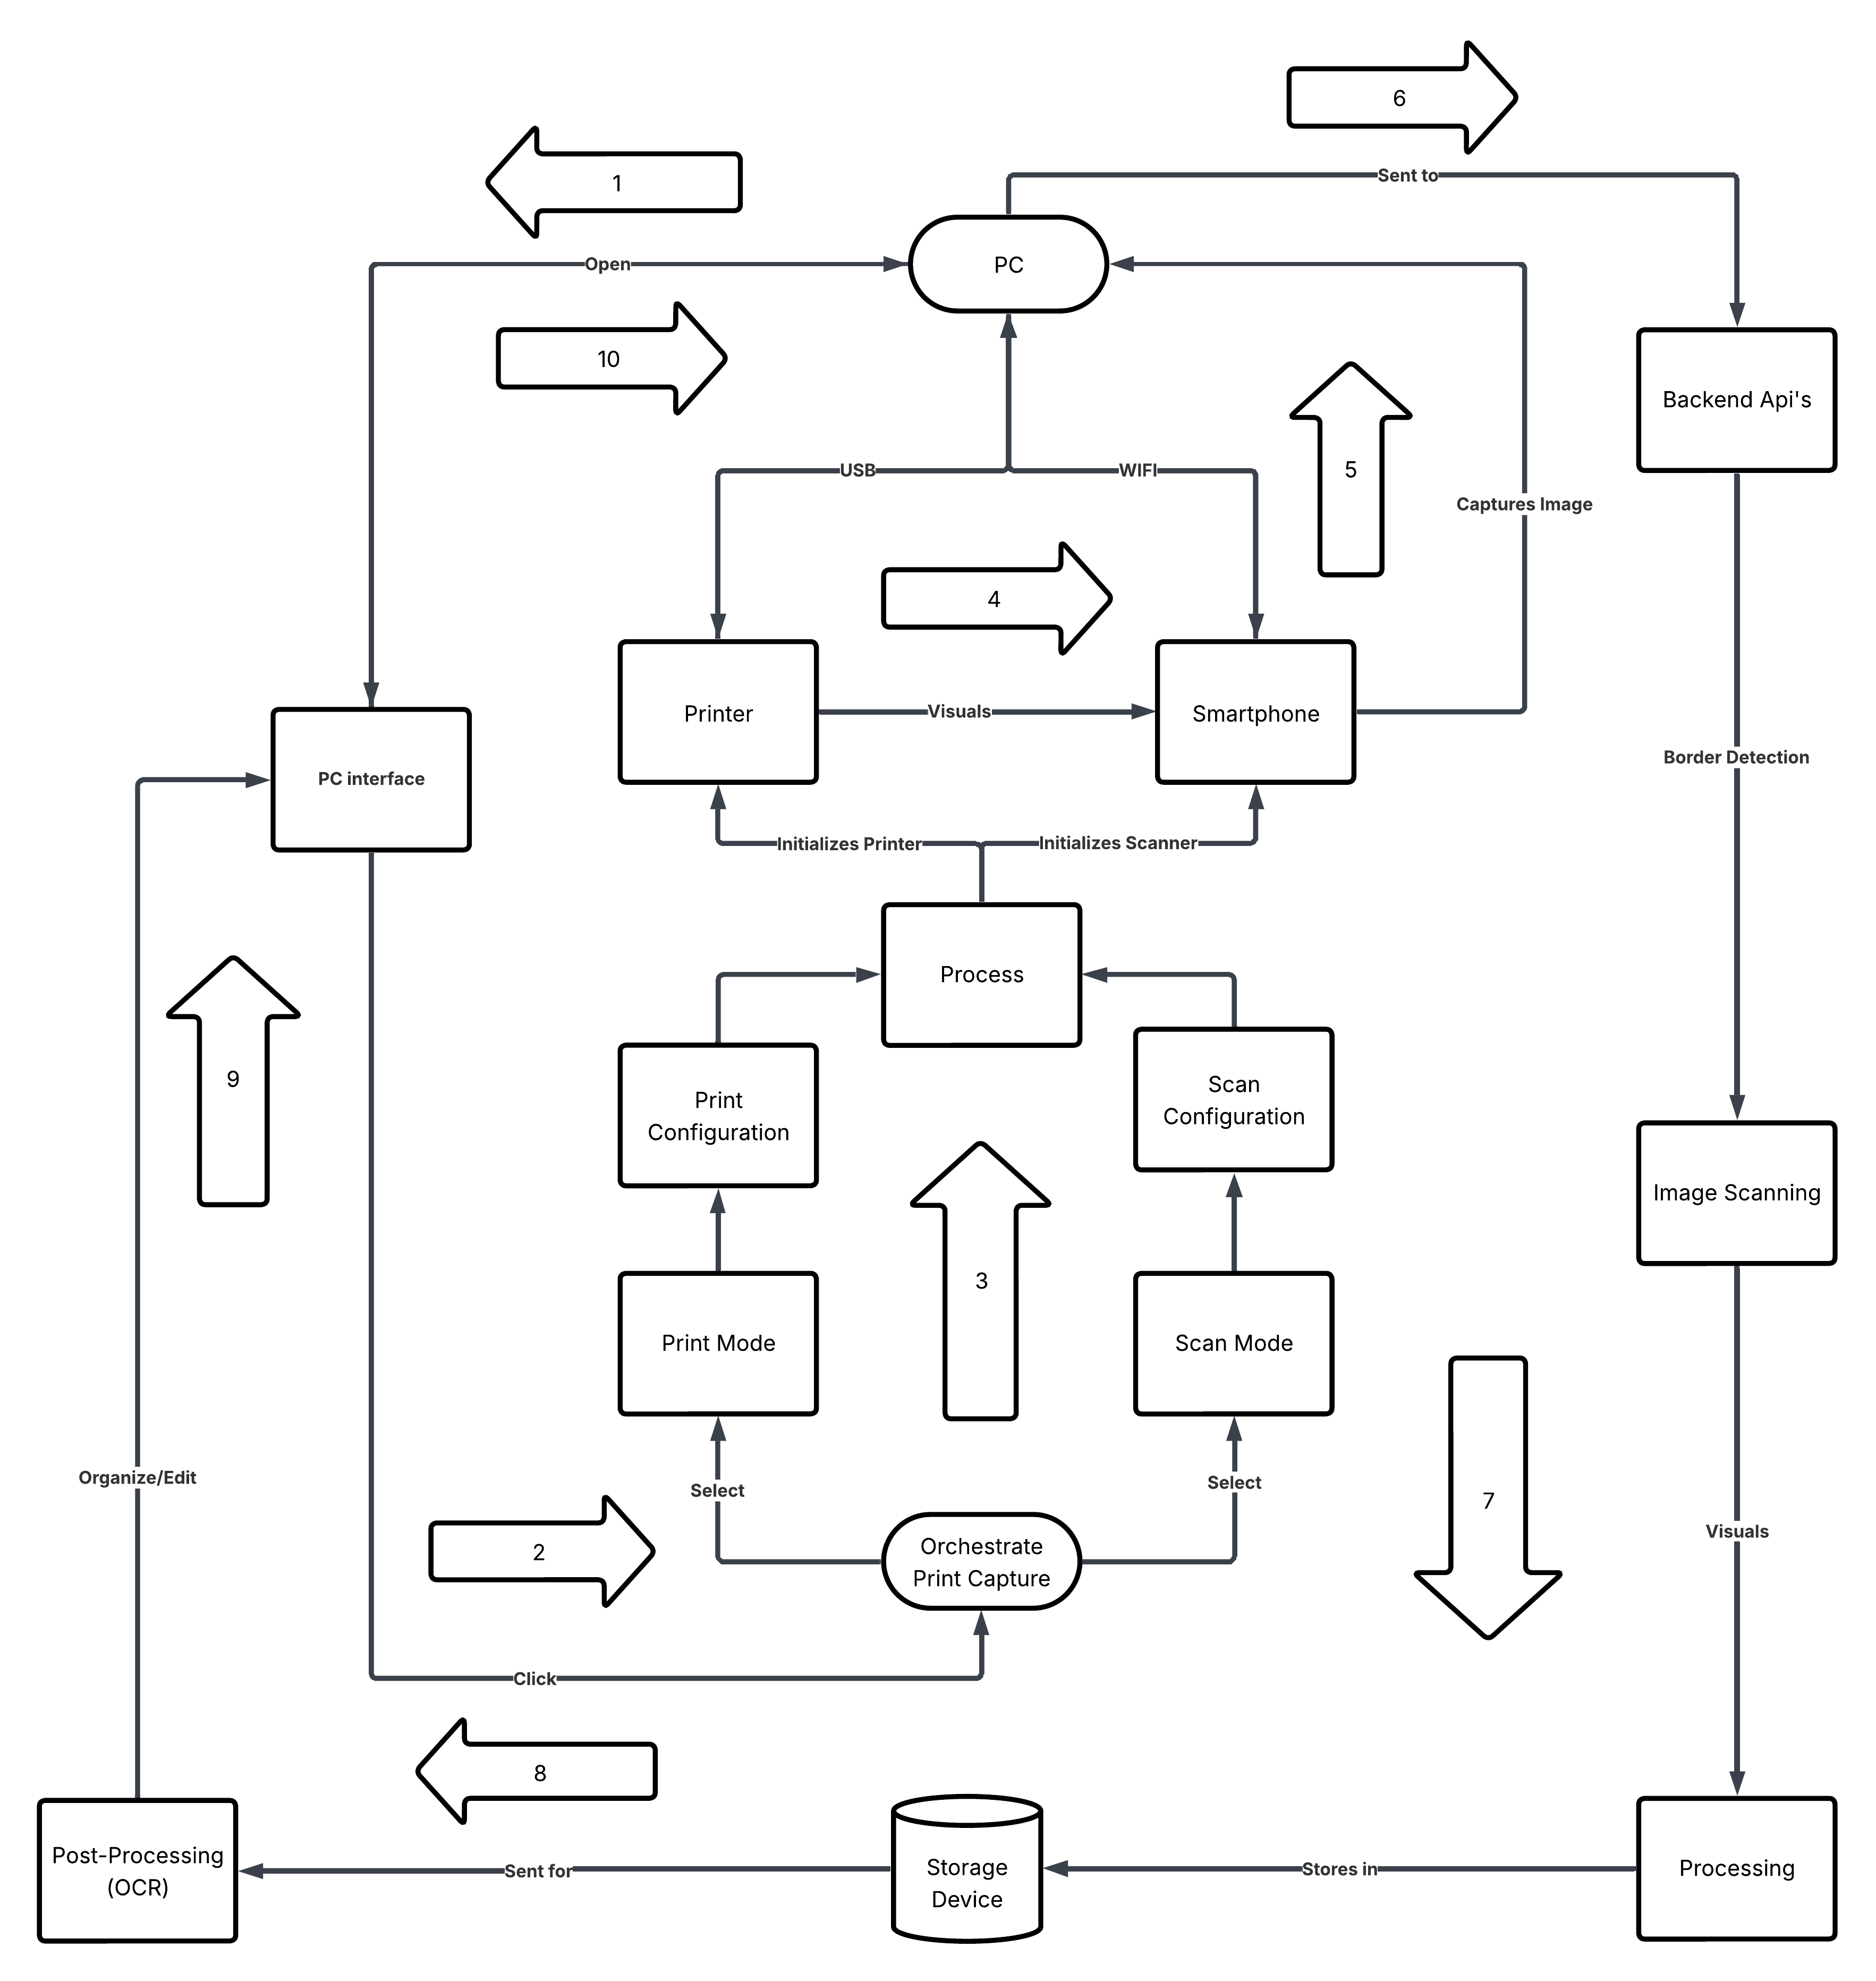 6
1
Sent to
Open
PC
10
Backend Api's
5
USB
WIFI
Captures Image
4
Printer
Visuals
Smartphone
PC interface
Border Detection
Initializes Printer
Initializes Scanner
Process
9
Print
Configuration
Scan
Configuration
Image Scanning
3
Print Mode
Scan Mode
Organize/Edit
Select
Select
7
2
Orchestrate
Print Capture
Visuals
Click
8
Post-Processing
(OCR)
Sent for
Storage
Device
Stores in
Processing